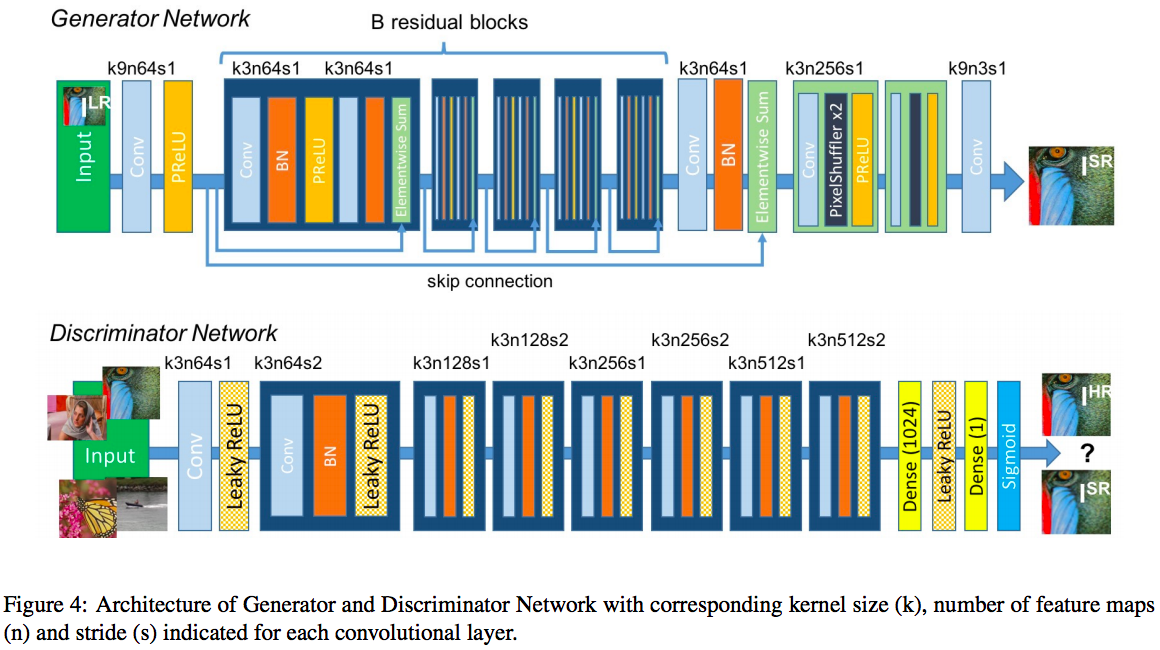 Generator Network
B residual blocks
k9n64s1 k3n64s1 k3n64s1 k3n64s1 k3n256s1 k9n3s1
Input
I LR
Conv
PReLU
Conv
BN
PReLU
Elementwise Sum
Conv
BN
Elementwise Sum
Conv
PixelShuffler x2
PReLU
Conv
I SR
skip connection
Discriminator Network
k3n128s2 k3n256s2 k3n512s2
k3n64s1 k3n64s2 k3n128s1 k3n256s1 k3n512s1
Input
Conv
Leaky ReLU
Conv
BN
Leaky ReLU
Dense (1024)
Leaky ReLU
Dense (1)
Sigmoid
I HR
?
I SR
Figure 4: Architecture of Generator and Discriminator Network with corresponding kernel size (k), number of feature maps
(n) and stride (s) indicated for each convolutional layer.